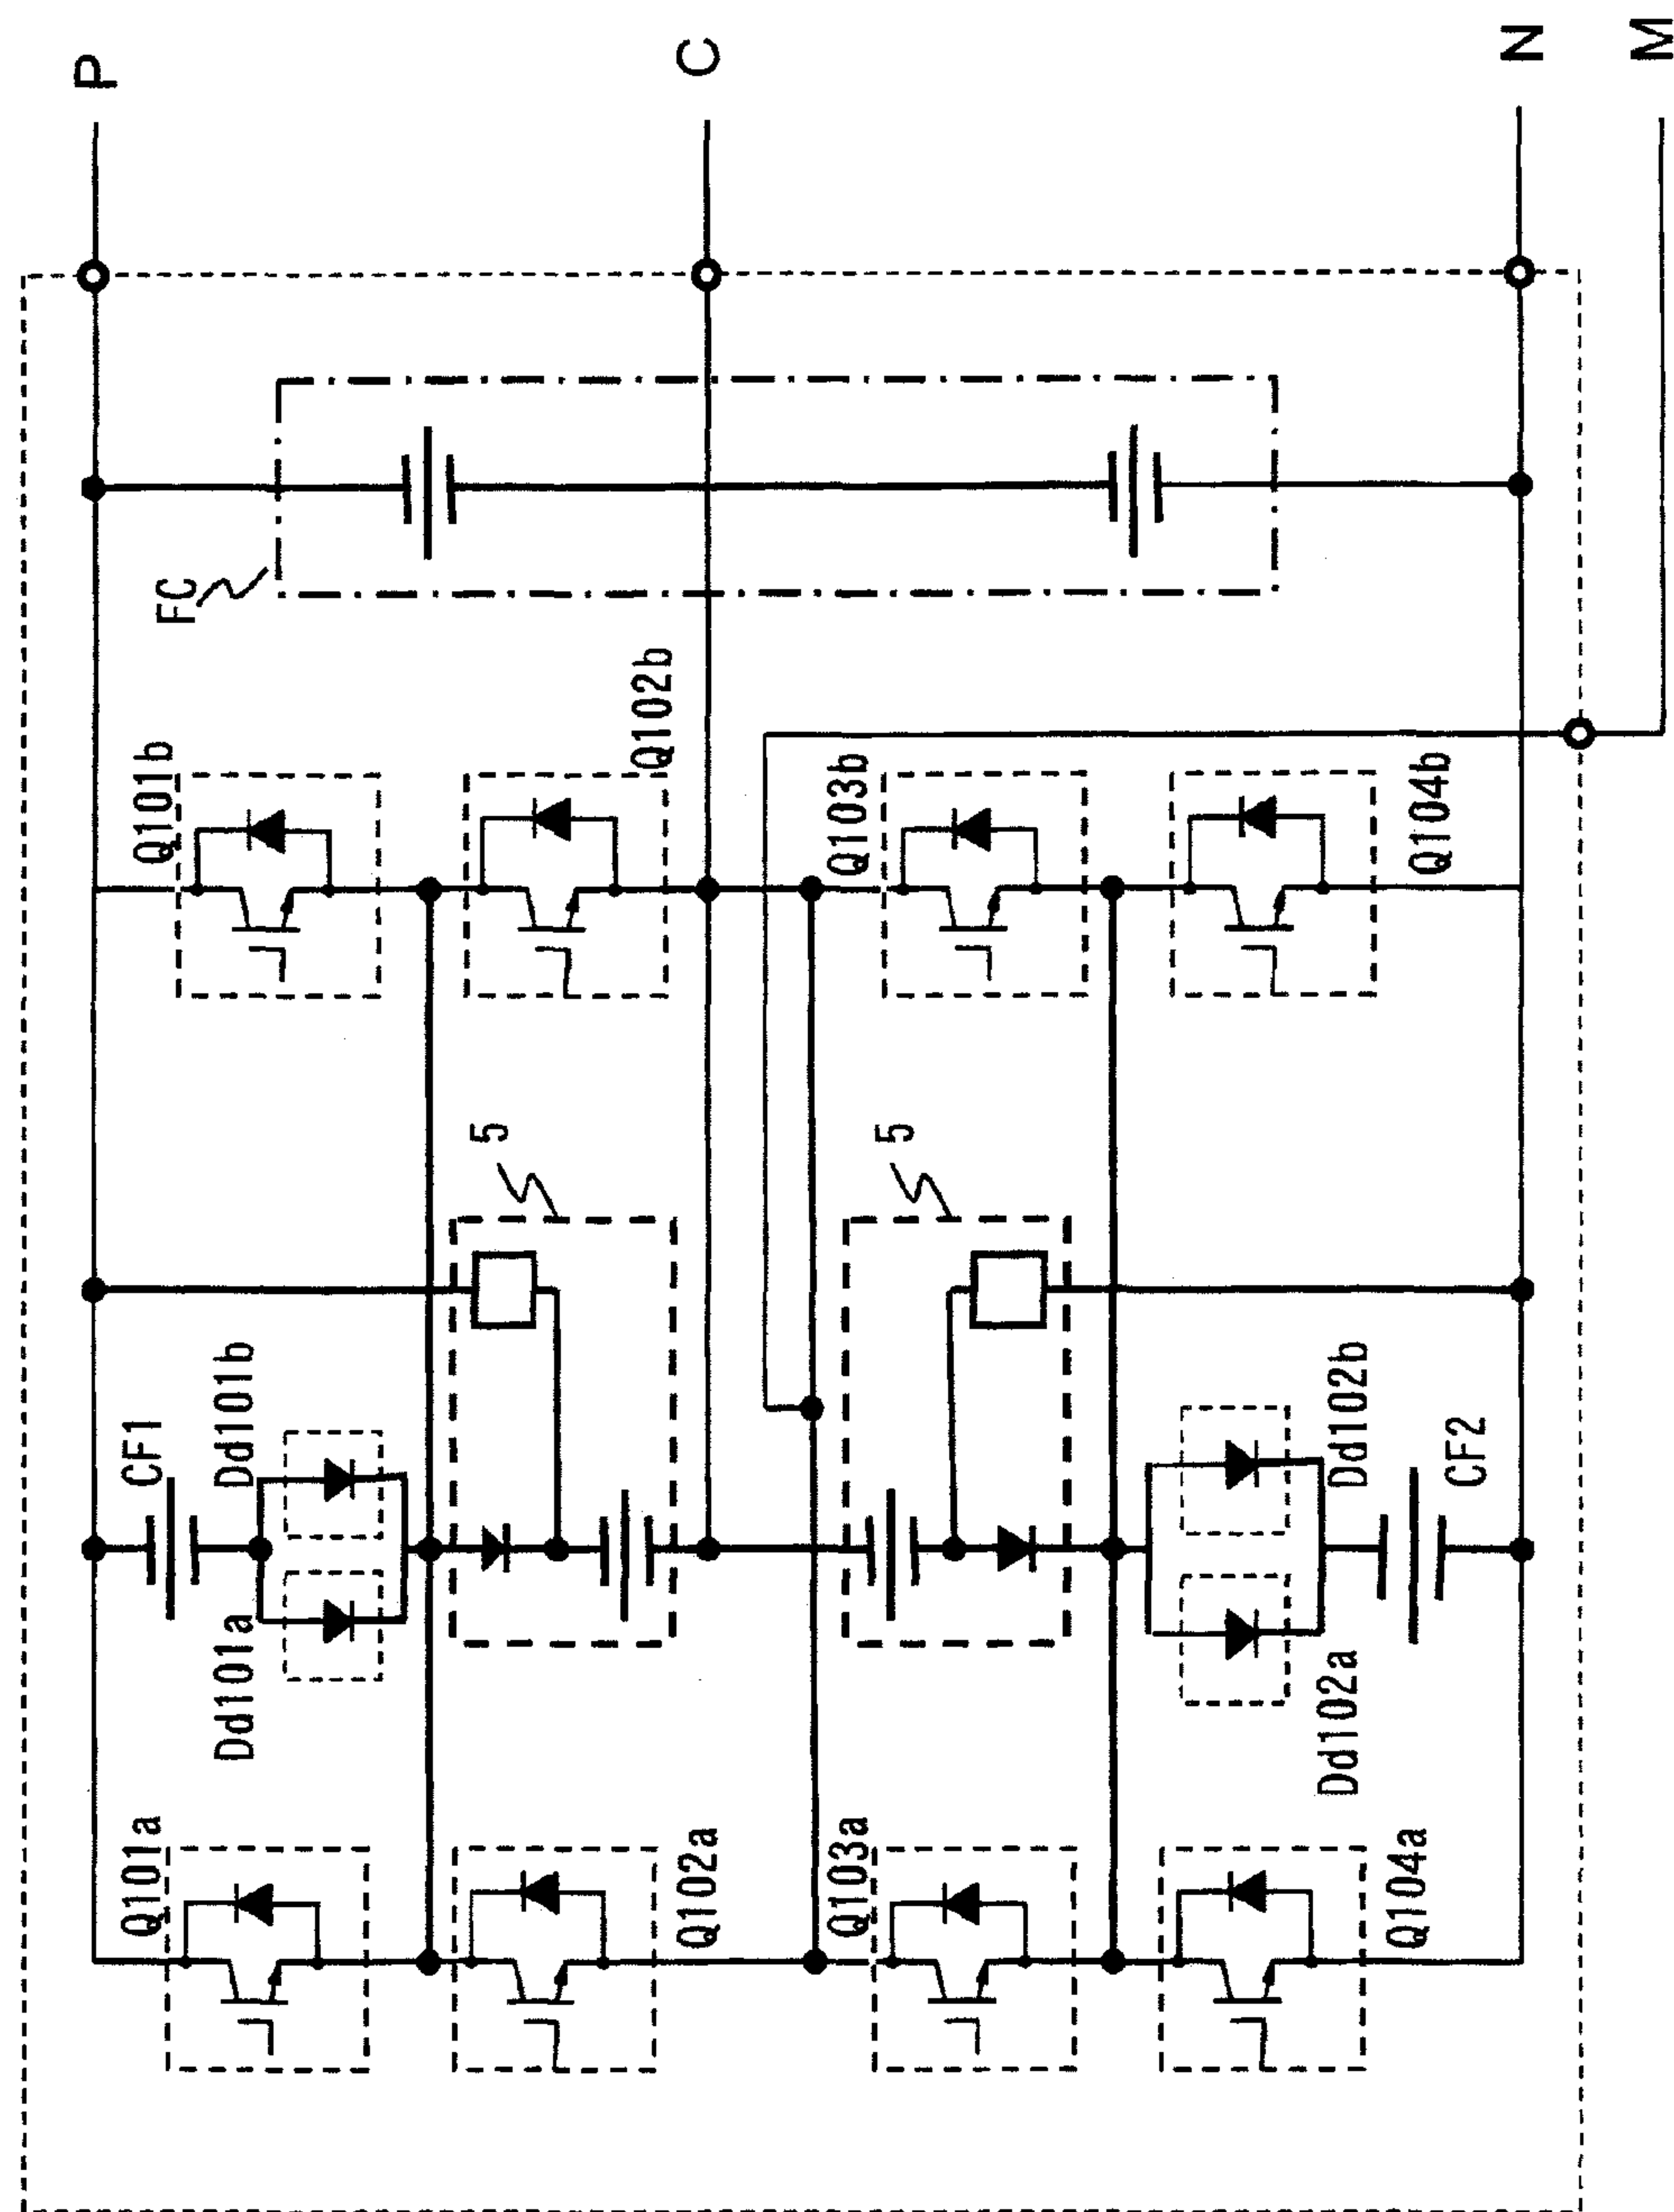 P
C
N
M
FC
Q101b
Q102b
Q103b
Q104b
5
5
CF1
Dd101b
Dd101a
Dd102b
CF2
Dd102a
Q101a
Q102a
Q103a
Q104a